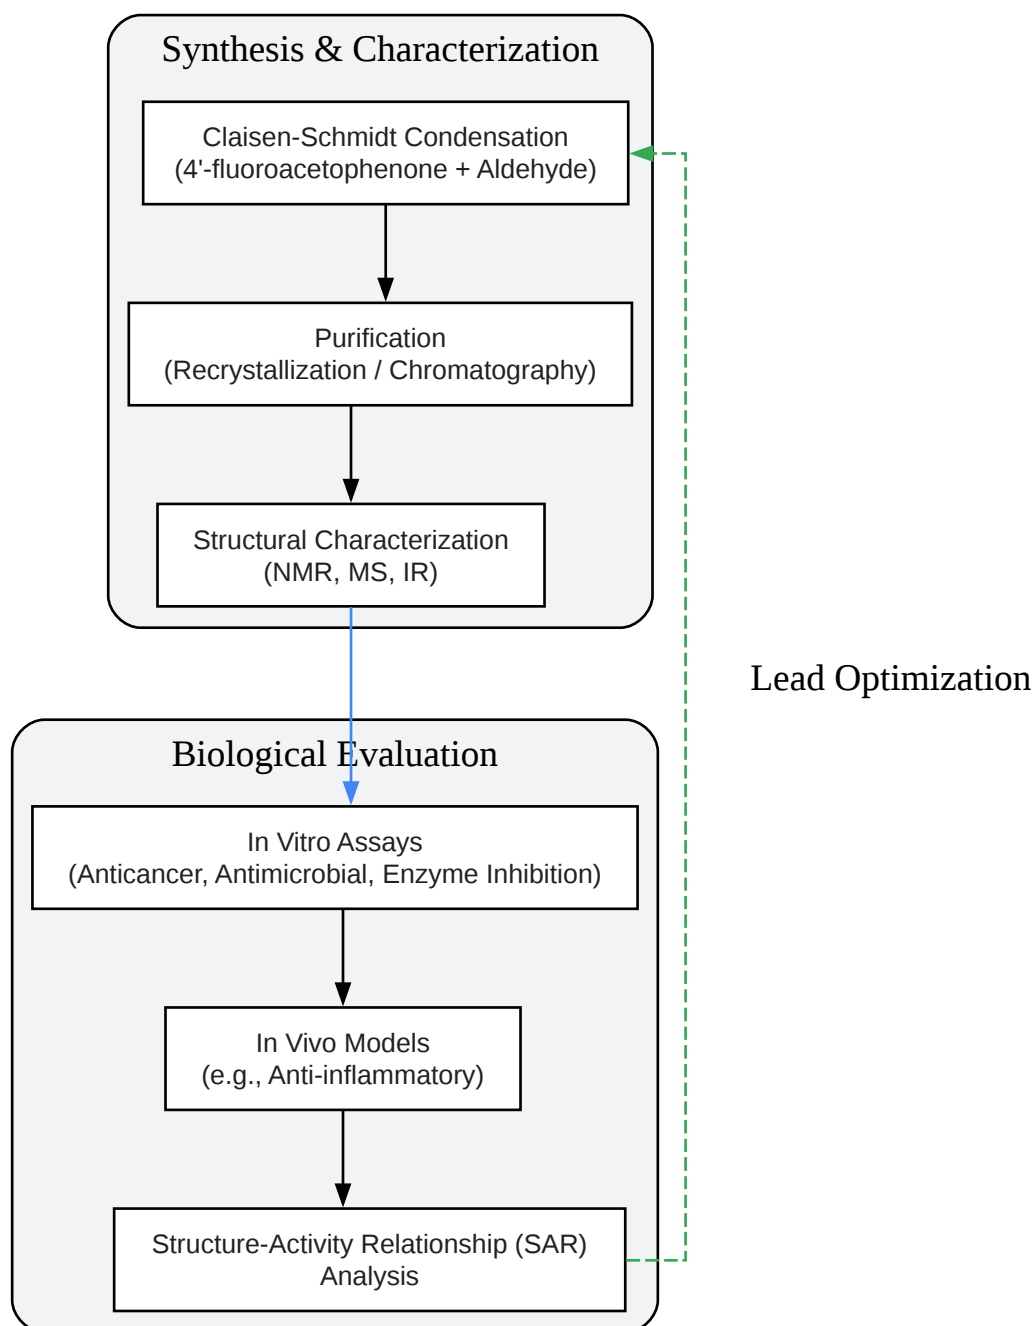 Synthesis & Characterization
Claisen-Schmidt Condensation
(4'-fluoroacetophenone + Aldehyde)
Purification
(Recrystallization / Chromatography)
Structural Characterization
(NMR, MS, IR)
Lead Optimization
Biological Evaluation
In Vitro Assays
(Anticancer, Antimicrobial, Enzyme Inhibition)
In Vivo Models
(e.g., Anti-inflammatory)
Structure-Activity Relationship (SAR)
Analysis